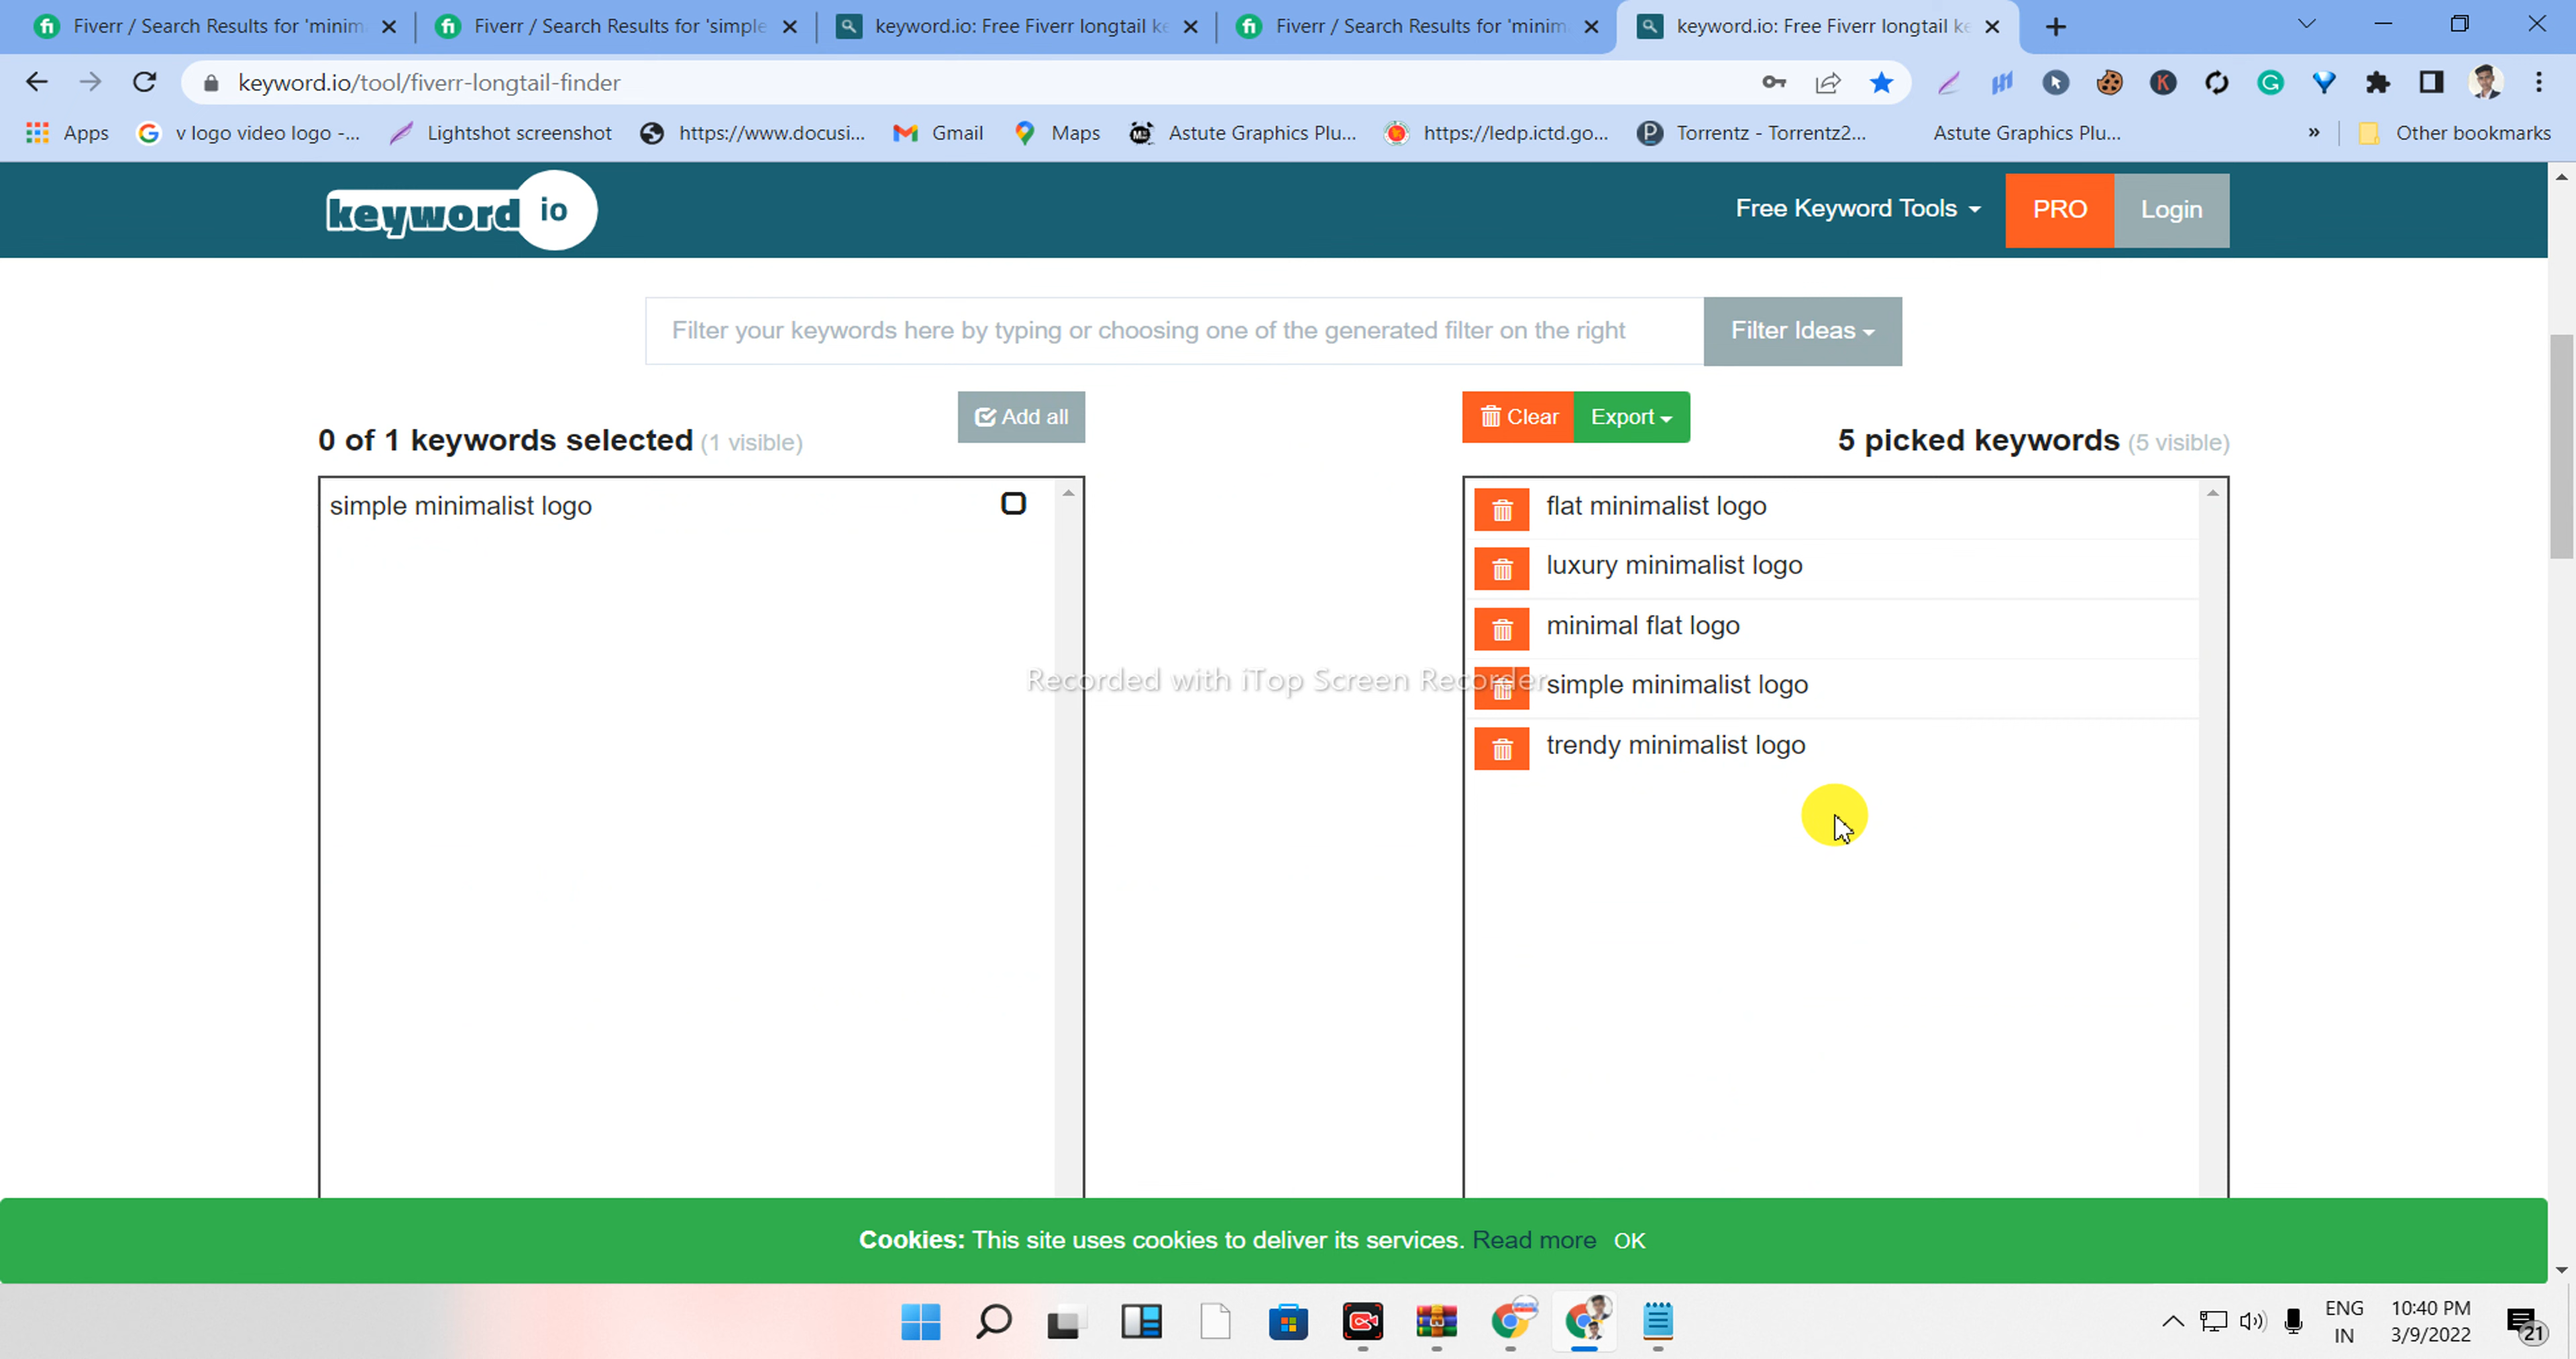 Fiverr / Search Results for 'minim
Fiverr / Search Results for 'simple
keyword.io: Free Fiverr longtail ke
Fiverr / Search Results for 'minim
keyword.io: Free Fiverr longtail ke
keyword.io/tool/fiverr-longtail-finder
Apps
v logo video logo -...
Lightshot screenshot
https://www.docusi...
Gmail
Maps
Astute Graphics Plu...
https://ledp.ictd.go...
Torrentz - Torrentz2...
Astute Graphics Plu...
»
Other bookmarks
keyword io
Free Keyword Tools
PRO
Login
Filter your keywords here by typing or choosing one of the generated filter on the right
Filter Ideas
0 of 1 keywords selected (1 visible)
Add all
Clear
Export
5 picked keywords (5 visible)
simple minimalist logo
flat minimalist logo
luxury minimalist logo
minimal flat logo
simple minimalist logo
trendy minimalist logo
Recorded with iTop Screen Recorder
Cookies: This site uses cookies to deliver its services. Read more OK
ENG
IN
10:40 PM
3/9/2022
21